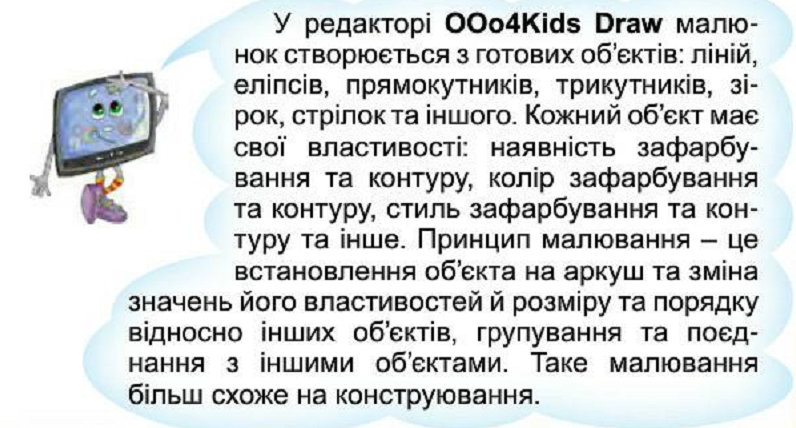 У редакторі OOo4Kids Draw малю-
нок створюється з готових об'єктів: ліній,
еліпсів, прямокутників, трикутників, зі-
рок, стрілок та іншого. Кожний об'єкт має
свої властивості: наявність зафарбу-
вання та контуру, колір зафарбування
та контуру, стиль зафарбування та кон-
туру та інше. Принцип малювання – це
встановлення об'єкта на аркуш та зміна
значень його властивостей й розміру та порядку
відносно інших об'єктів, групування та поєд-
нання з іншими об'єктами. Таке малювання
більш схоже на конструювання.